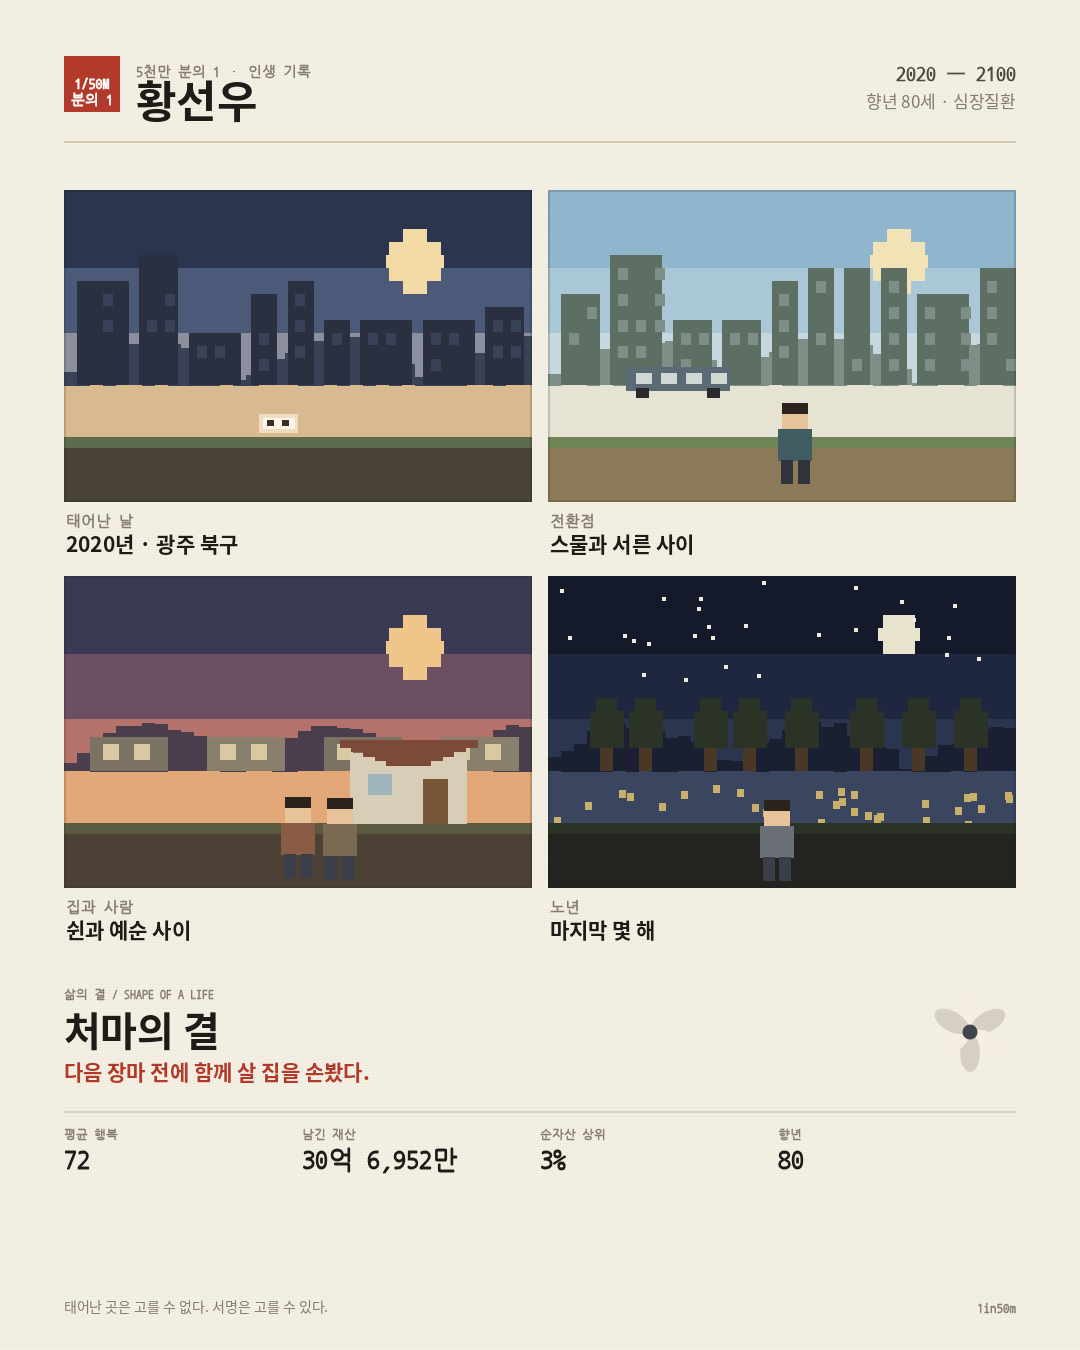 1/50M
분의 1
5천만 분의 1 · 인생 기록
황선우
2020 — 2100
향년 80세 · 심장질환
태어난 날
2020년 · 광주 북구
전환점
스물과 서른 사이
집과 사람
쉰과 예순 사이
노년
마지막 몇 해
삶의 결 / SHAPE OF A LIFE
처마의 결
다음 장마 전에 함께 살 집을 손봤다.
평균 행복
72
남긴 재산
30억 6,952만
순자산 상위
3%
향년
80
태어난 곳은 고를 수 없다. 서명은 고를 수 있다.
1in50m